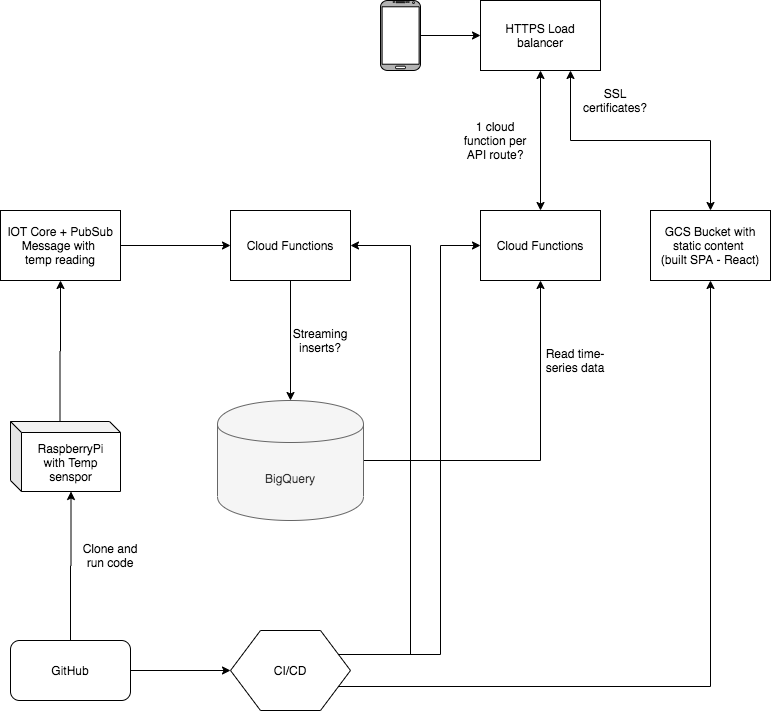 HTTPS Load
balancer
SSL
certificates?
1 cloud
function per
API route?
IOT Core + PubSub
Message with
temp reading
Cloud Functions
Cloud Functions
GCS Bucket with
static content
(built SPA - React)
Streaming
inserts?
Read time-
series data
RaspberryPi
with Temp
senspor
BigQuery
Clone and
run code
GitHub
CI/CD